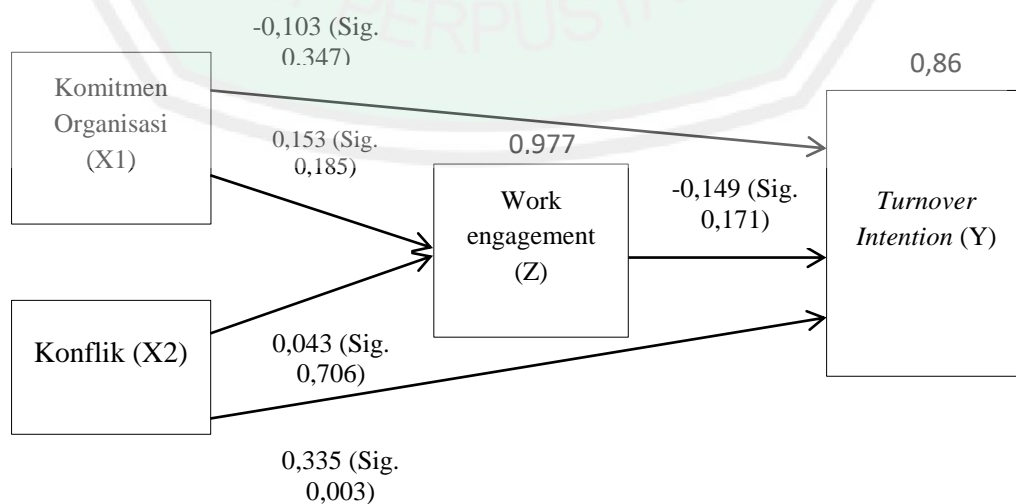 PERPUSTA
-0,103 (Sig.
0.347)
0,86
Komitmen
Organisasi
(X1)
0,153 (Sig.
0,185)
0,977
Work
engagement
(Z)
-0,149 (Sig.
0,171)
Turnover
Intention (Y)
Konflik (X2)
0,043 (Sig.
0,706)
0,335 (Sig.
0,003)